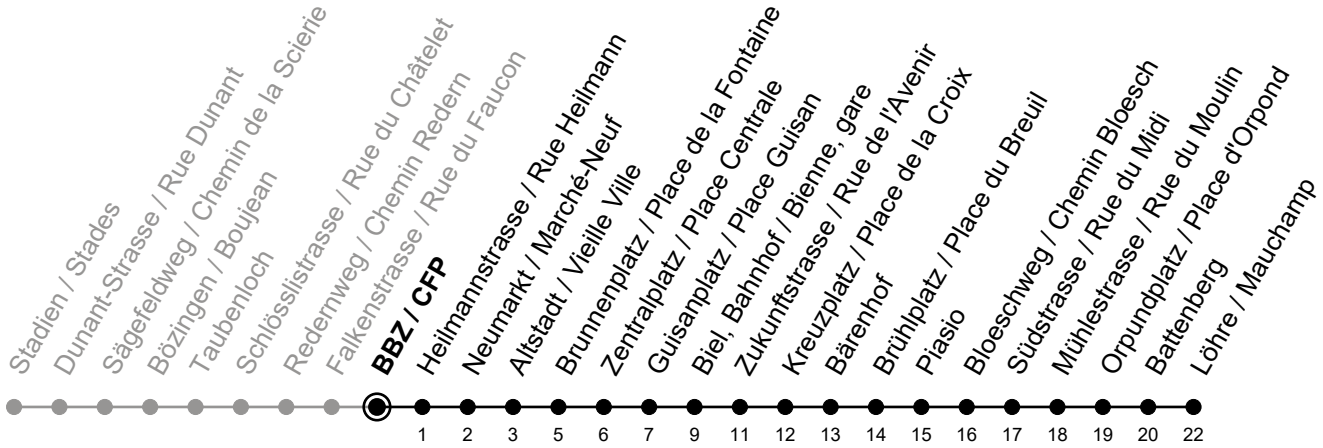 Stadien / Stades
Dunant-Strasse / Rue Dunant
Sägefeldweg / Chemin de la Scierie
Bözingen / Boujean
Taubenloch
Schlösslistrasse / Rue du Châtelet
Redernweg / Chemin Redern
Falkenstrasse / Rue du Faucon
BBZ / CFP
Heilmannstrasse / Rue Heilmann
Neumarkt / Marché-Neuf
Altstadt / Vieille Ville
Brunnenplatz / Place de la Fontaine
Zentralplatz / Place Centrale
Guisanplatz / Place Guisan
Biel, Bahnhof / Bienne, gare
Zukunftstrasse / Rue de l'Avenir
Kreuzplatz / Place de la Croix
Bärenhof
Brühlplatz / Place du Breuil
Piasio
Bloeschweg / Chemin Bloesch
Südstrasse / Rue du Midi
Mühlestrasse / Rue du Moulin
Orpundplatz / Place d'Orpond
Battenberg
Löhre / Mauchamp
1 2 3 5 6 7 9 11 12 13 14 15 16 17 18 19 20 22